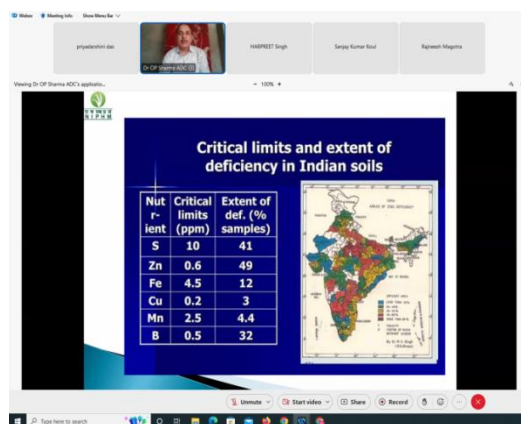 Webex
Meeting Info
Show Menu Bar
priyadarshini das
Dr OP Sharma ADC
HARPREET Singh
Sanjay Kumar Koul
Rajneesh Magotra
Viewing Dr OP Sharma ADC's applicatio...
100%
N I P H M
Critical limits and extent of
deficiency in Indian soils
Nut
r-
ient
Critical
limits
(ppm)
Extent of
def. (%
samples)
S 10 41
Zn 0.6 49
Fe 4.5 12
Cu 0.2 3
Mn 2.5 4.4
B 0.5 32
Unmute
Start video
Share
Record
Type here to search